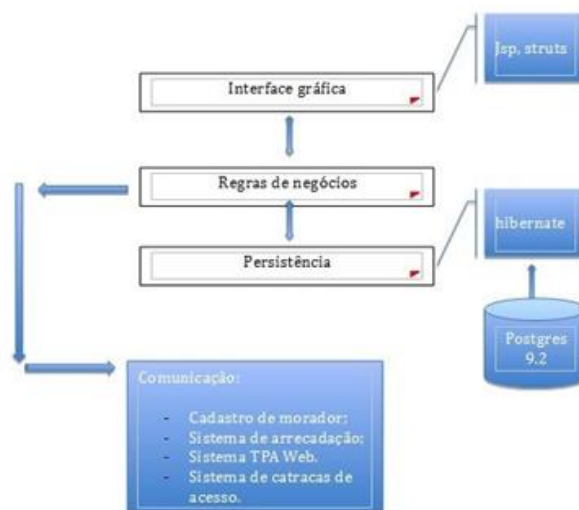 Jsp, struts
Interface gráfica
Regras de negócios
hibernate
Persistência
Postgres
9.2
Comunicação:
- Cadastro de morador;
- Sistema de arrecadação;
- Sistema TPA Web.
- Sistema de catracas de
acesso.